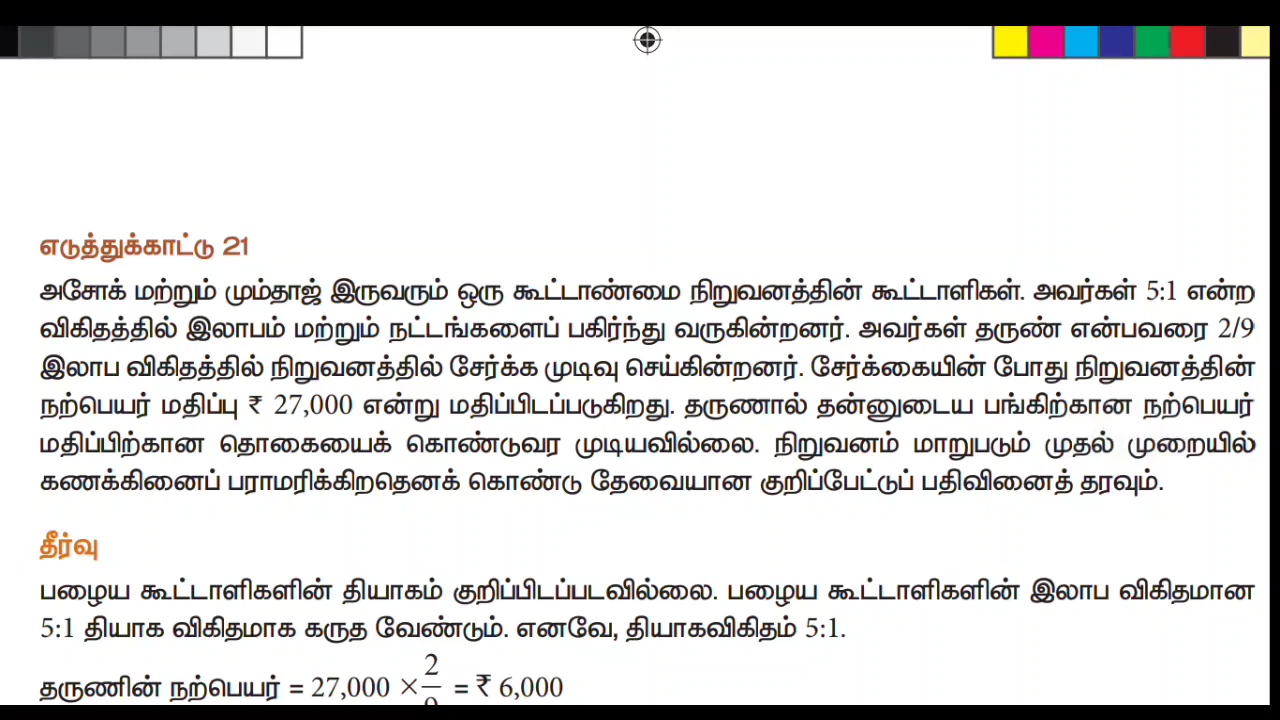 எடுத்துக்காட்டு 21
அசோக் மற்றும் மும்தாஜ் இருவரும் ஒரு கூட்டாண்மை நிறுவனத்தின் கூட்டாளிகள். அவர்கள் 5:1 என்ற
விகிதத்தில் இலாபம் மற்றும் நட்டங்களைப் பகிர்ந்து வருகின்றனர். அவர்கள் தருண் என்பவரை 2/9
இலாப விகிதத்தில் நிறுவனத்தில் சேர்க்க முடிவு செய்கின்றனர். சேர்க்கையின் போது நிறுவனத்தின்
நற்பெயர் மதிப்பு ₹ 27,000 என்று மதிப்பிடப்படுகிறது. தருணால் தன்னுடைய பங்கிற்கான நற்பெயர்
மதிப்பிற்கான தொகையைக் கொண்டுவர முடியவில்லை. நிறுவனம் மாறுபடும் முதல் முறையில்
கணக்கினைப் பராமரிக்கிறதெனக் கொண்டு தேவையான குறிப்பேட்டுப் பதிவினைத் தரவும்.
தீர்வு
பழைய கூட்டாளிகளின் தியாகம் குறிப்பிடப்படவில்லை. பழைய கூட்டாளிகளின் இலாப விகிதமான
5:1 தியாக விகிதமாக கருத வேண்டும். எனவே, தியாகவிகிதம் 5:1.
தருணின் நற்பெயர் = 27,000 × 2/9 = ₹ 6,000